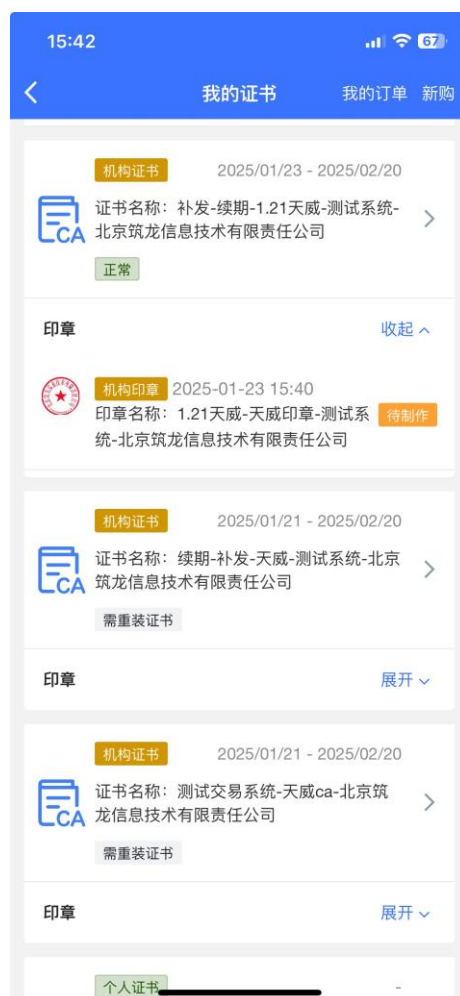 15:42
67
我的证书
我的订单 新购
机构证书 2025/01/23 - 2025/02/20
证书名称：补发-续期-1.21天威-测试系统-
北京筑龙信息技术有限责任公司
CA
正常
印章 收起
机构印章 2025-01-23 15:40
印章名称：1.21天威-天威印章-测试系
统-北京筑龙信息技术有限责任公司
待制作
机构证书 2025/01/21 - 2025/02/20
证书名称：续期-补发-天威-测试系统-北京
筑龙信息技术有限责任公司
CA
需重装证书
印章 展开
机构证书 2025/01/21 - 2025/02/20
证书名称：测试交易系统-天威ca-北京筑
龙信息技术有限责任公司
CA
需重装证书
印章 展开
个人证书 -